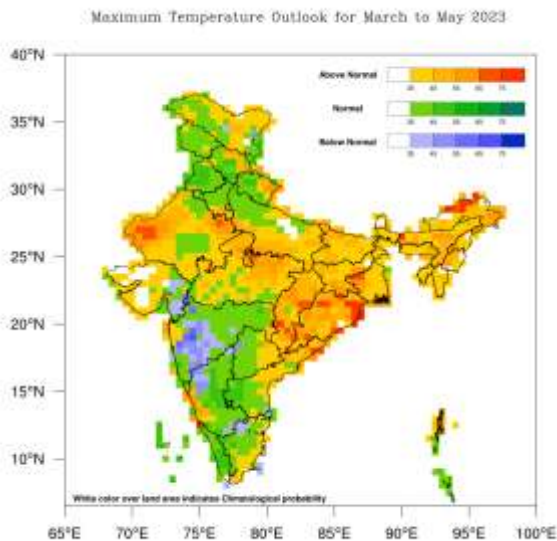 Maximum Temperature Outlook for March to May 2023
40°N
35°N
30°N
25°N
20°N
15°N
10°N
Above Normal
Normal
Below Normal
White color over land area indicates Climatological probability
65°E 70°E 75°E 80°E 85°E 90°E 95°E 100°E